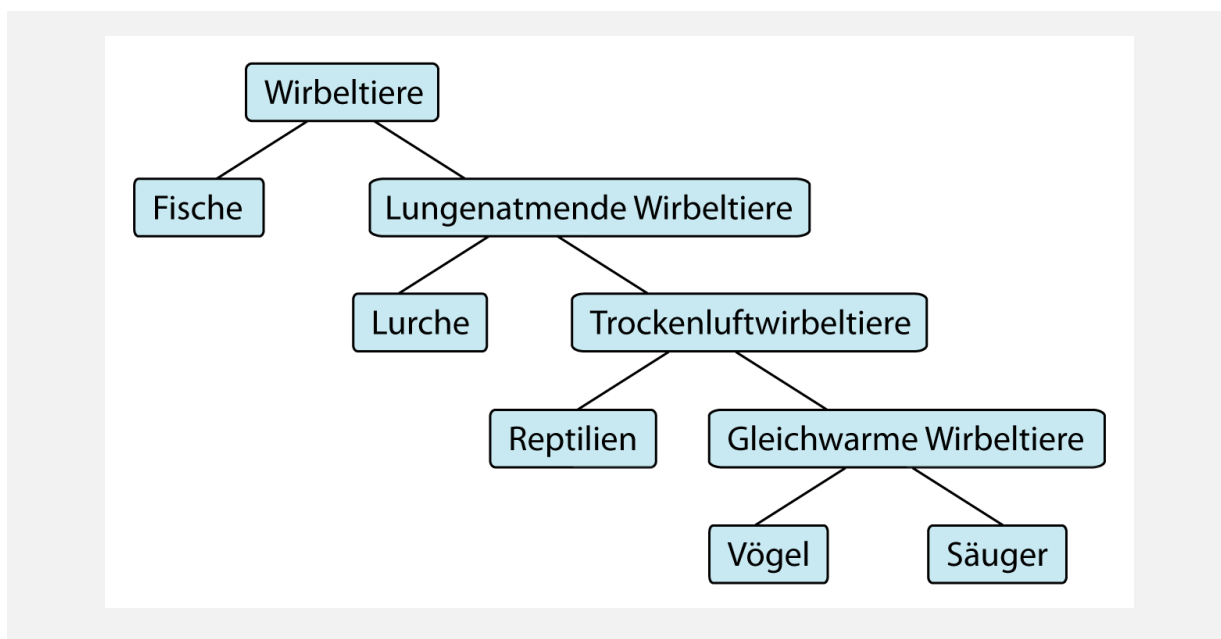 Wirbeltiere
Fische
Lungenatmende Wirbeltiere
Lurche
Trockenluftwirbeltiere
Reptilien
Gleichwarme Wirbeltiere
Vögel
Säuger